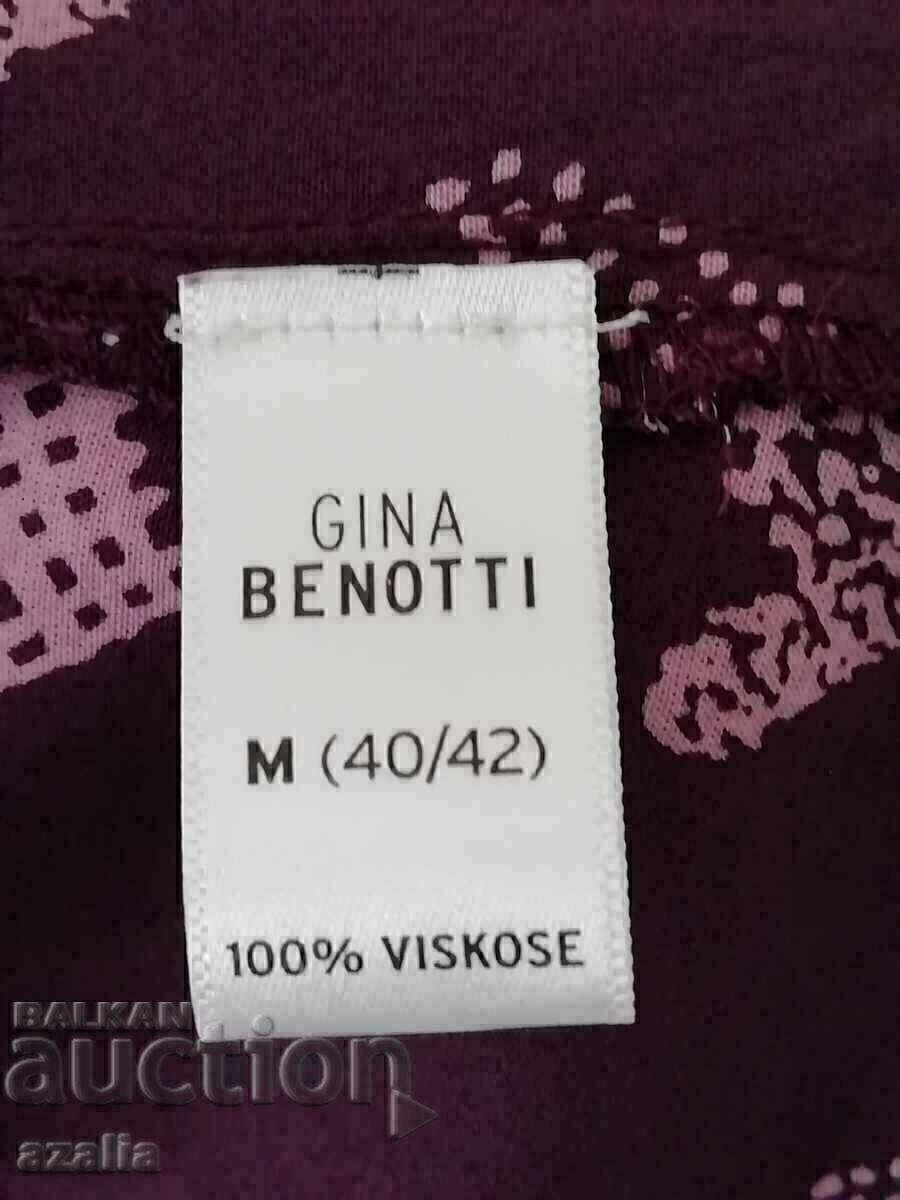 GINA
BENOTTI
M (40/42)
100% VISKOSE
BALKAN
auction
azalia